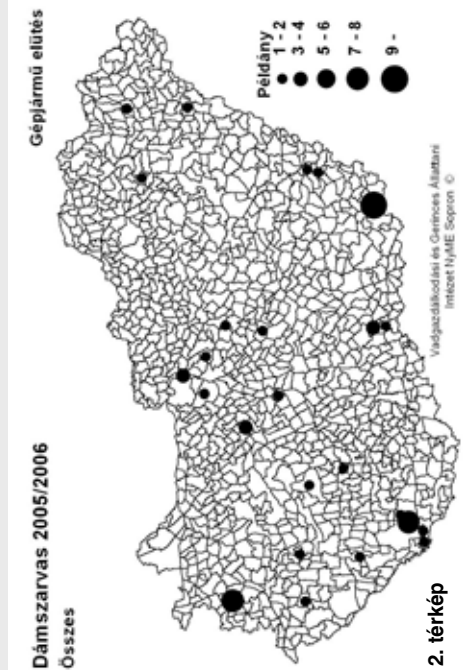 Dámszarvas 2005/2006
Összes
Gépjármű elütés
Példány
1 - 2
3 - 4
5 - 6
7 - 8
9 -
Vadgazdálkodási és Gerinces Állattani
Intézet NyME Sopron ©
2. térkép